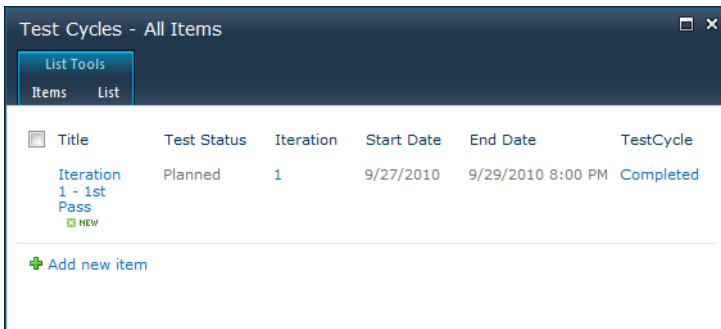 Test Cycles - All Items
List Tools
Items List
Title Test Status Iteration Start Date End Date TestCycle
Iteration Planned 1 9/27/2010 9/29/2010 8:00 PM Completed
1 - 1st
Pass
NEW
Add new item